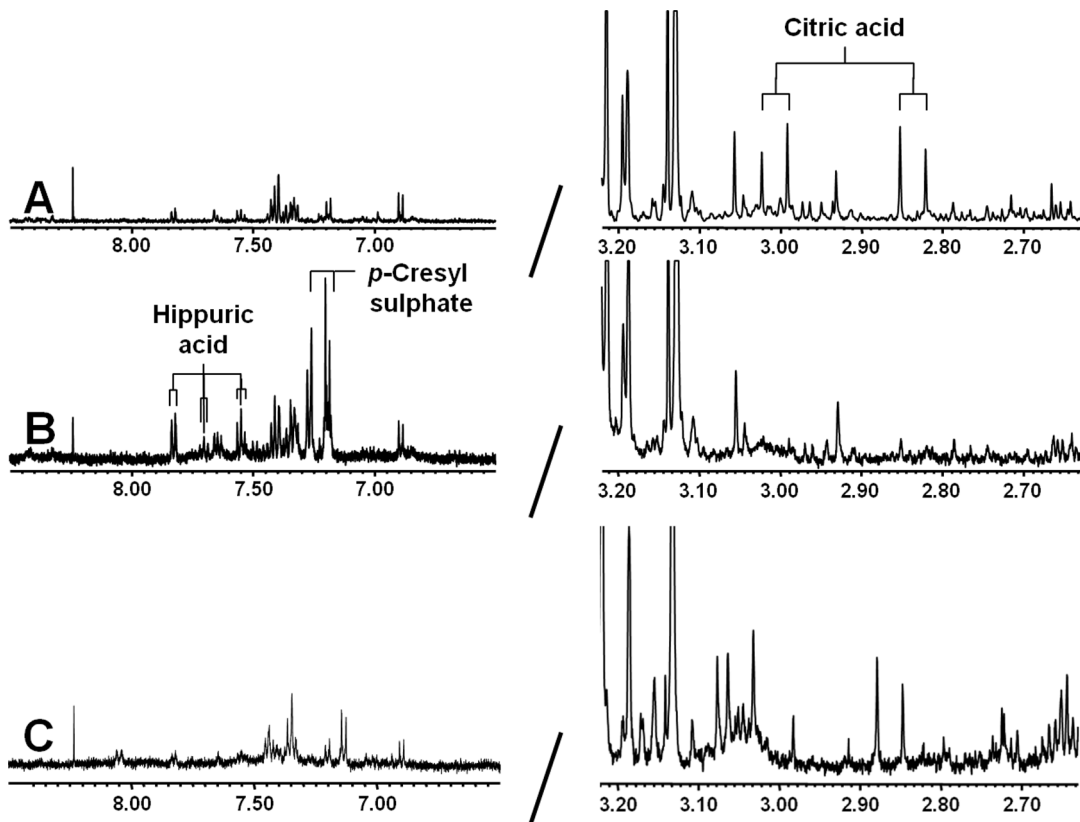 Citric acid
A
8.00 7.50 7.00
3.20 3.10 3.00 2.90 2.80 2.70
p-Cresyl
sulphate
Hippuric
acid
B
8.00 7.50 7.00
3.20 3.10 3.00 2.90 2.80 2.70
C
8.00 7.50 7.00
3.20 3.10 3.00 2.90 2.80 2.70